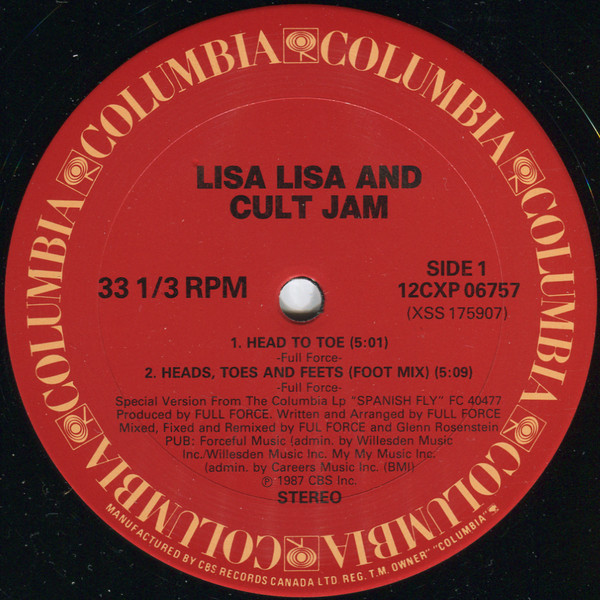 COLUMBIA COLUMBIA COLUMBIA COLUMBIA COLUMBIA COLUMBIA COLUMBIA COLUMBIA
LISA LISA AND
CULT JAM
33 1/3 RPM
SIDE 1
12CXP 06757
(XSS 175907)
1. HEAD TO TOE (5:01)
-Full Force-
2. HEADS, TOES AND FEETS (FOOT MIX) (5:09)
-Full Force-
Special Version From The Columbia Lp "SPANISH FLY" FC 40477
Produced by FULL FORCE. Written and Arranged by FULL FORCE
Mixed, Fixed and Remixed by FUL FORCE and Glenn Rosenstein
PUB: Forceful Music (admin. by Willesden Music
Inc./Willesden Music Inc. My My Music Inc.
(admin. by Careers Music Inc. (BMI)
℗ 1987 CBS Inc.
STEREO
MANUFACTURED BY CBS RECORDS CANADA LTD. REG. T.M. OWNER "COLUMBIA"